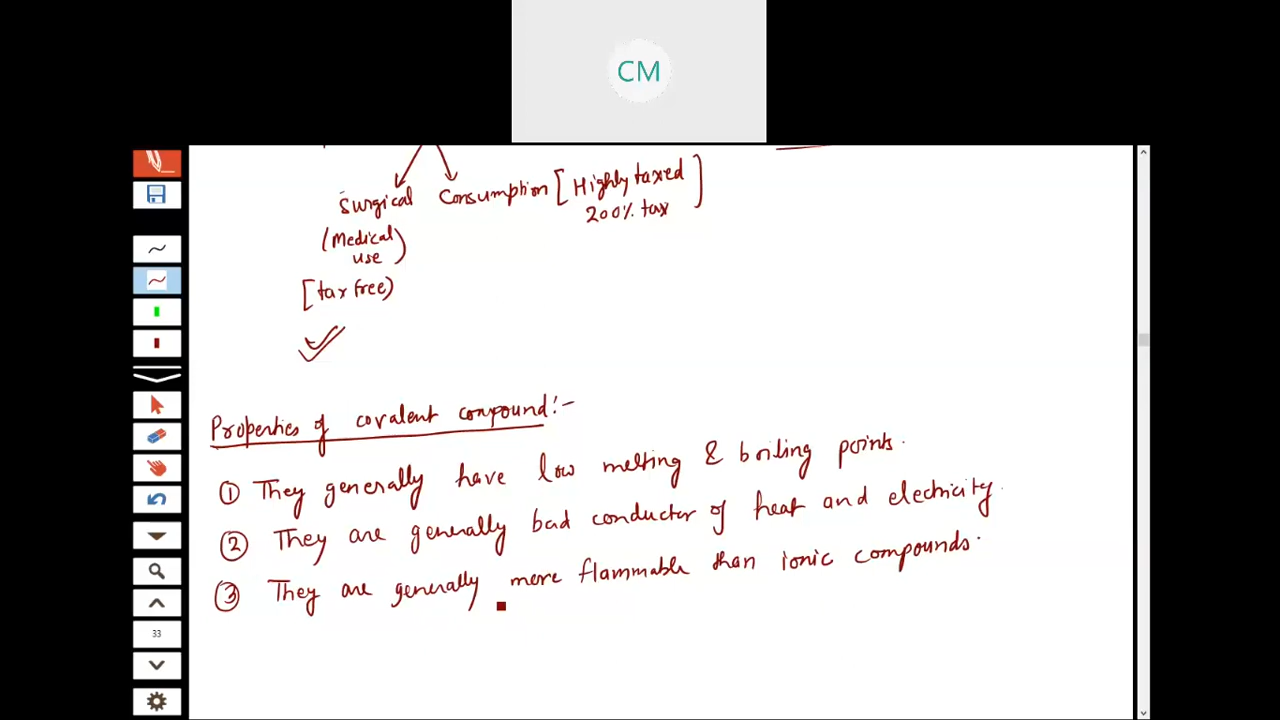 CM
Surgical Consumption [Highly taxed
200% tax]
(Medical
use)
[tax free)
Properties of covalent compound:-
① They generally have low melting & boiling points.
② They are generally bad conductor of heat and electricity.
③ They are generally more flammable than ionic compounds.
33